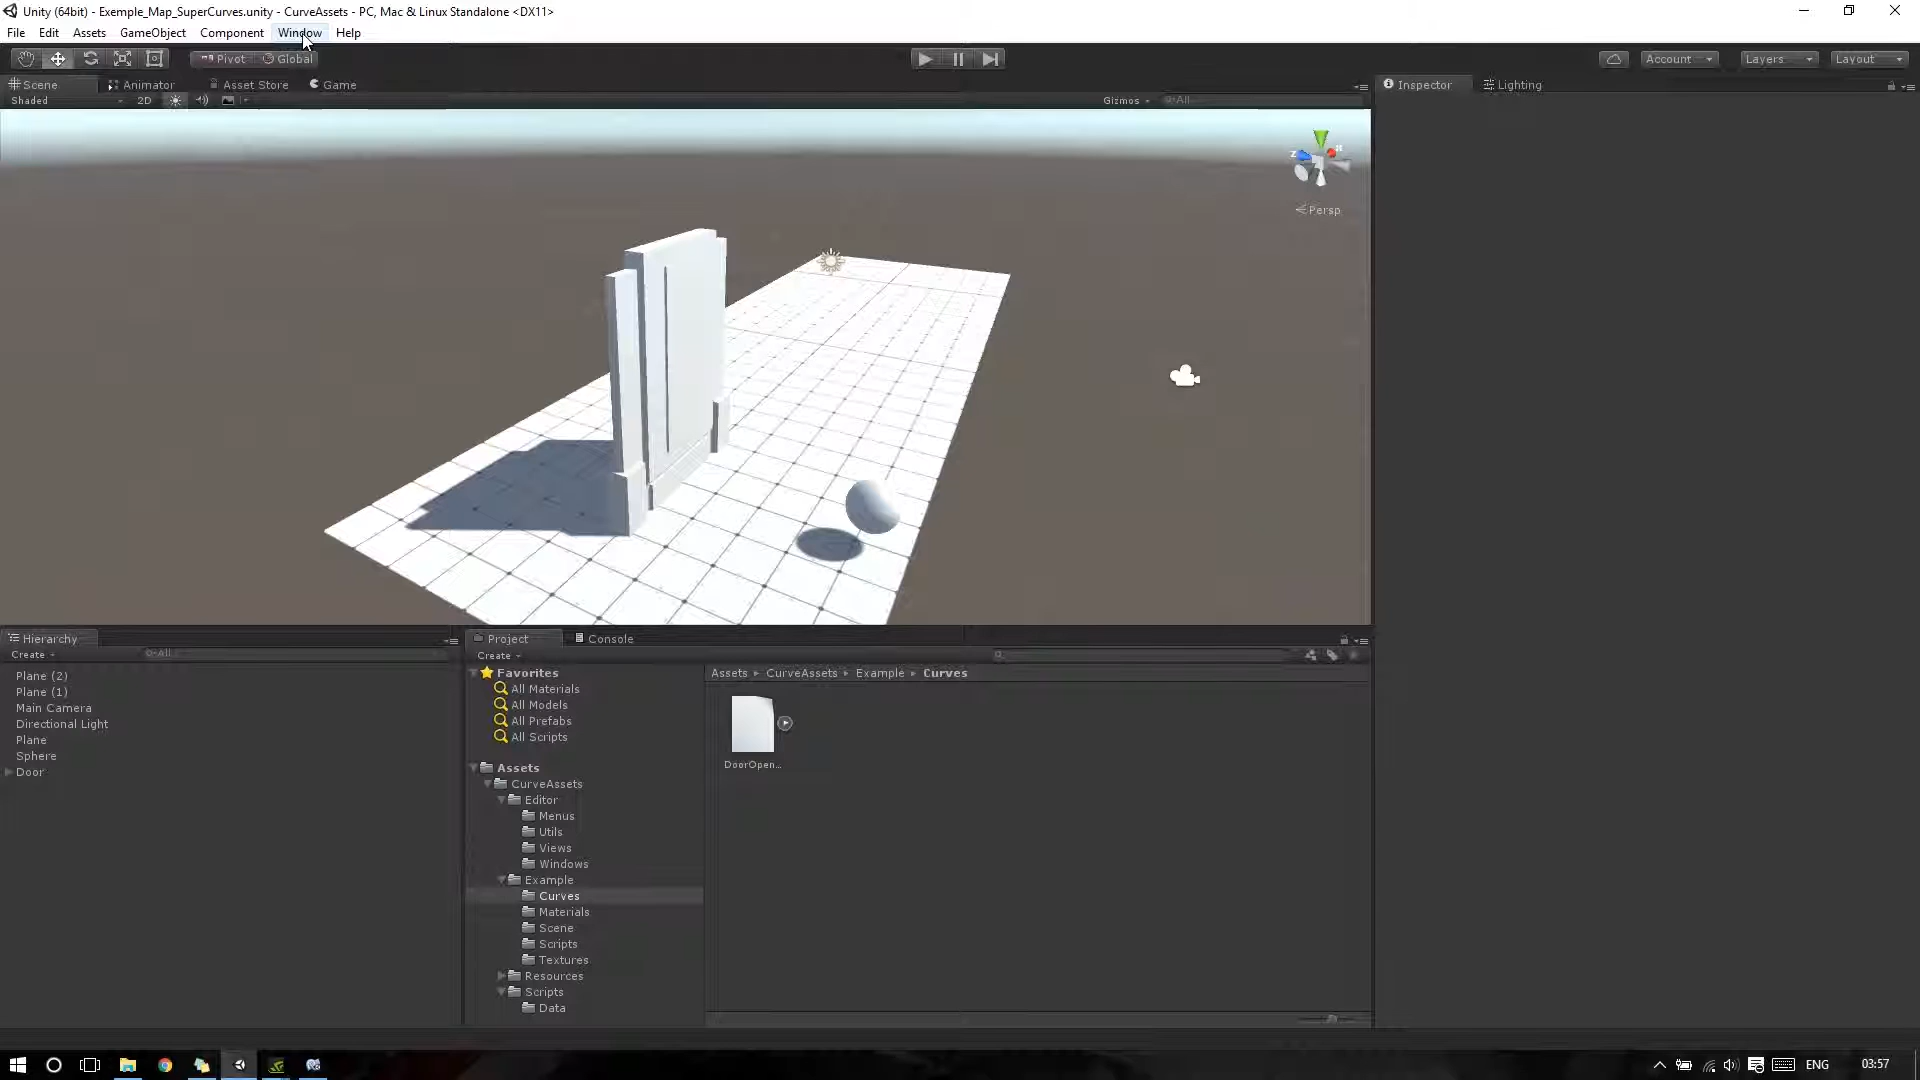 Unity (64bit) - Exemple_Map_SuperCurves.unity - CurveAssets - PC, Mac & Linux Standalone <DX11>
File Edit Assets GameObject Component Window Help
Pivot Global Account Layers Layout
Scene Animator Asset Store Game Inspector Lighting
Shaded 2D Gizmos All
z x
Persp
Hierarchy Project Console
Create All Create
Plane (2)
Plane (1)
Main Camera
Directional Light
Plane
Sphere
Door
Favorites
All Materials
All Models
All Prefabs
All Scripts
Assets
CurveAssets
Editor
Menus
Utils
Views
Windows
Example
Curves
Materials
Scene
Scripts
Textures
Resources
Scripts
Data
Assets CurveAssets Example Curves
DoorOpen...
ENG 03:57